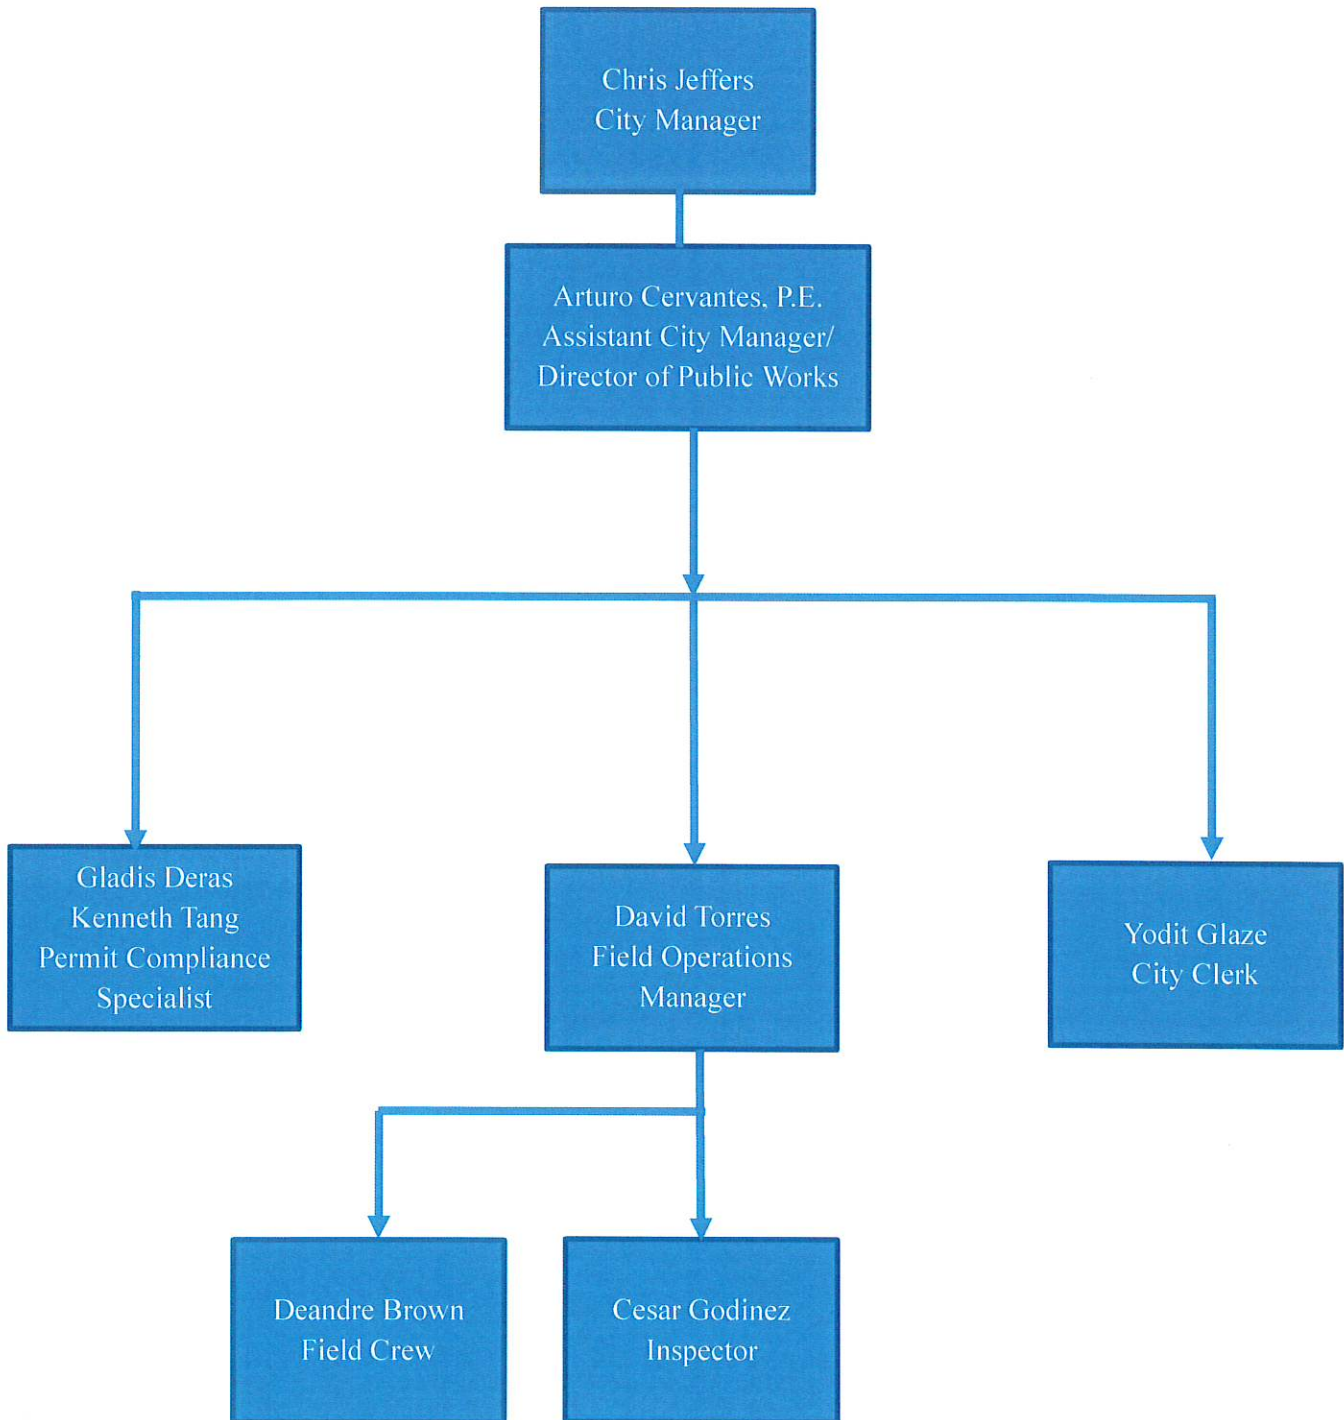 Chris Jeffers
City Manager
Arturo Cervantes, P.E.
Assistant City Manager/
Director of Public Works
Gladis Deras
Kenneth Tang
Permit Compliance
Specialist
David Torres
Field Operations
Manager
Yodit Glaze
City Clerk
Deandre Brown
Field Crew
Cesar Godinez
Inspector